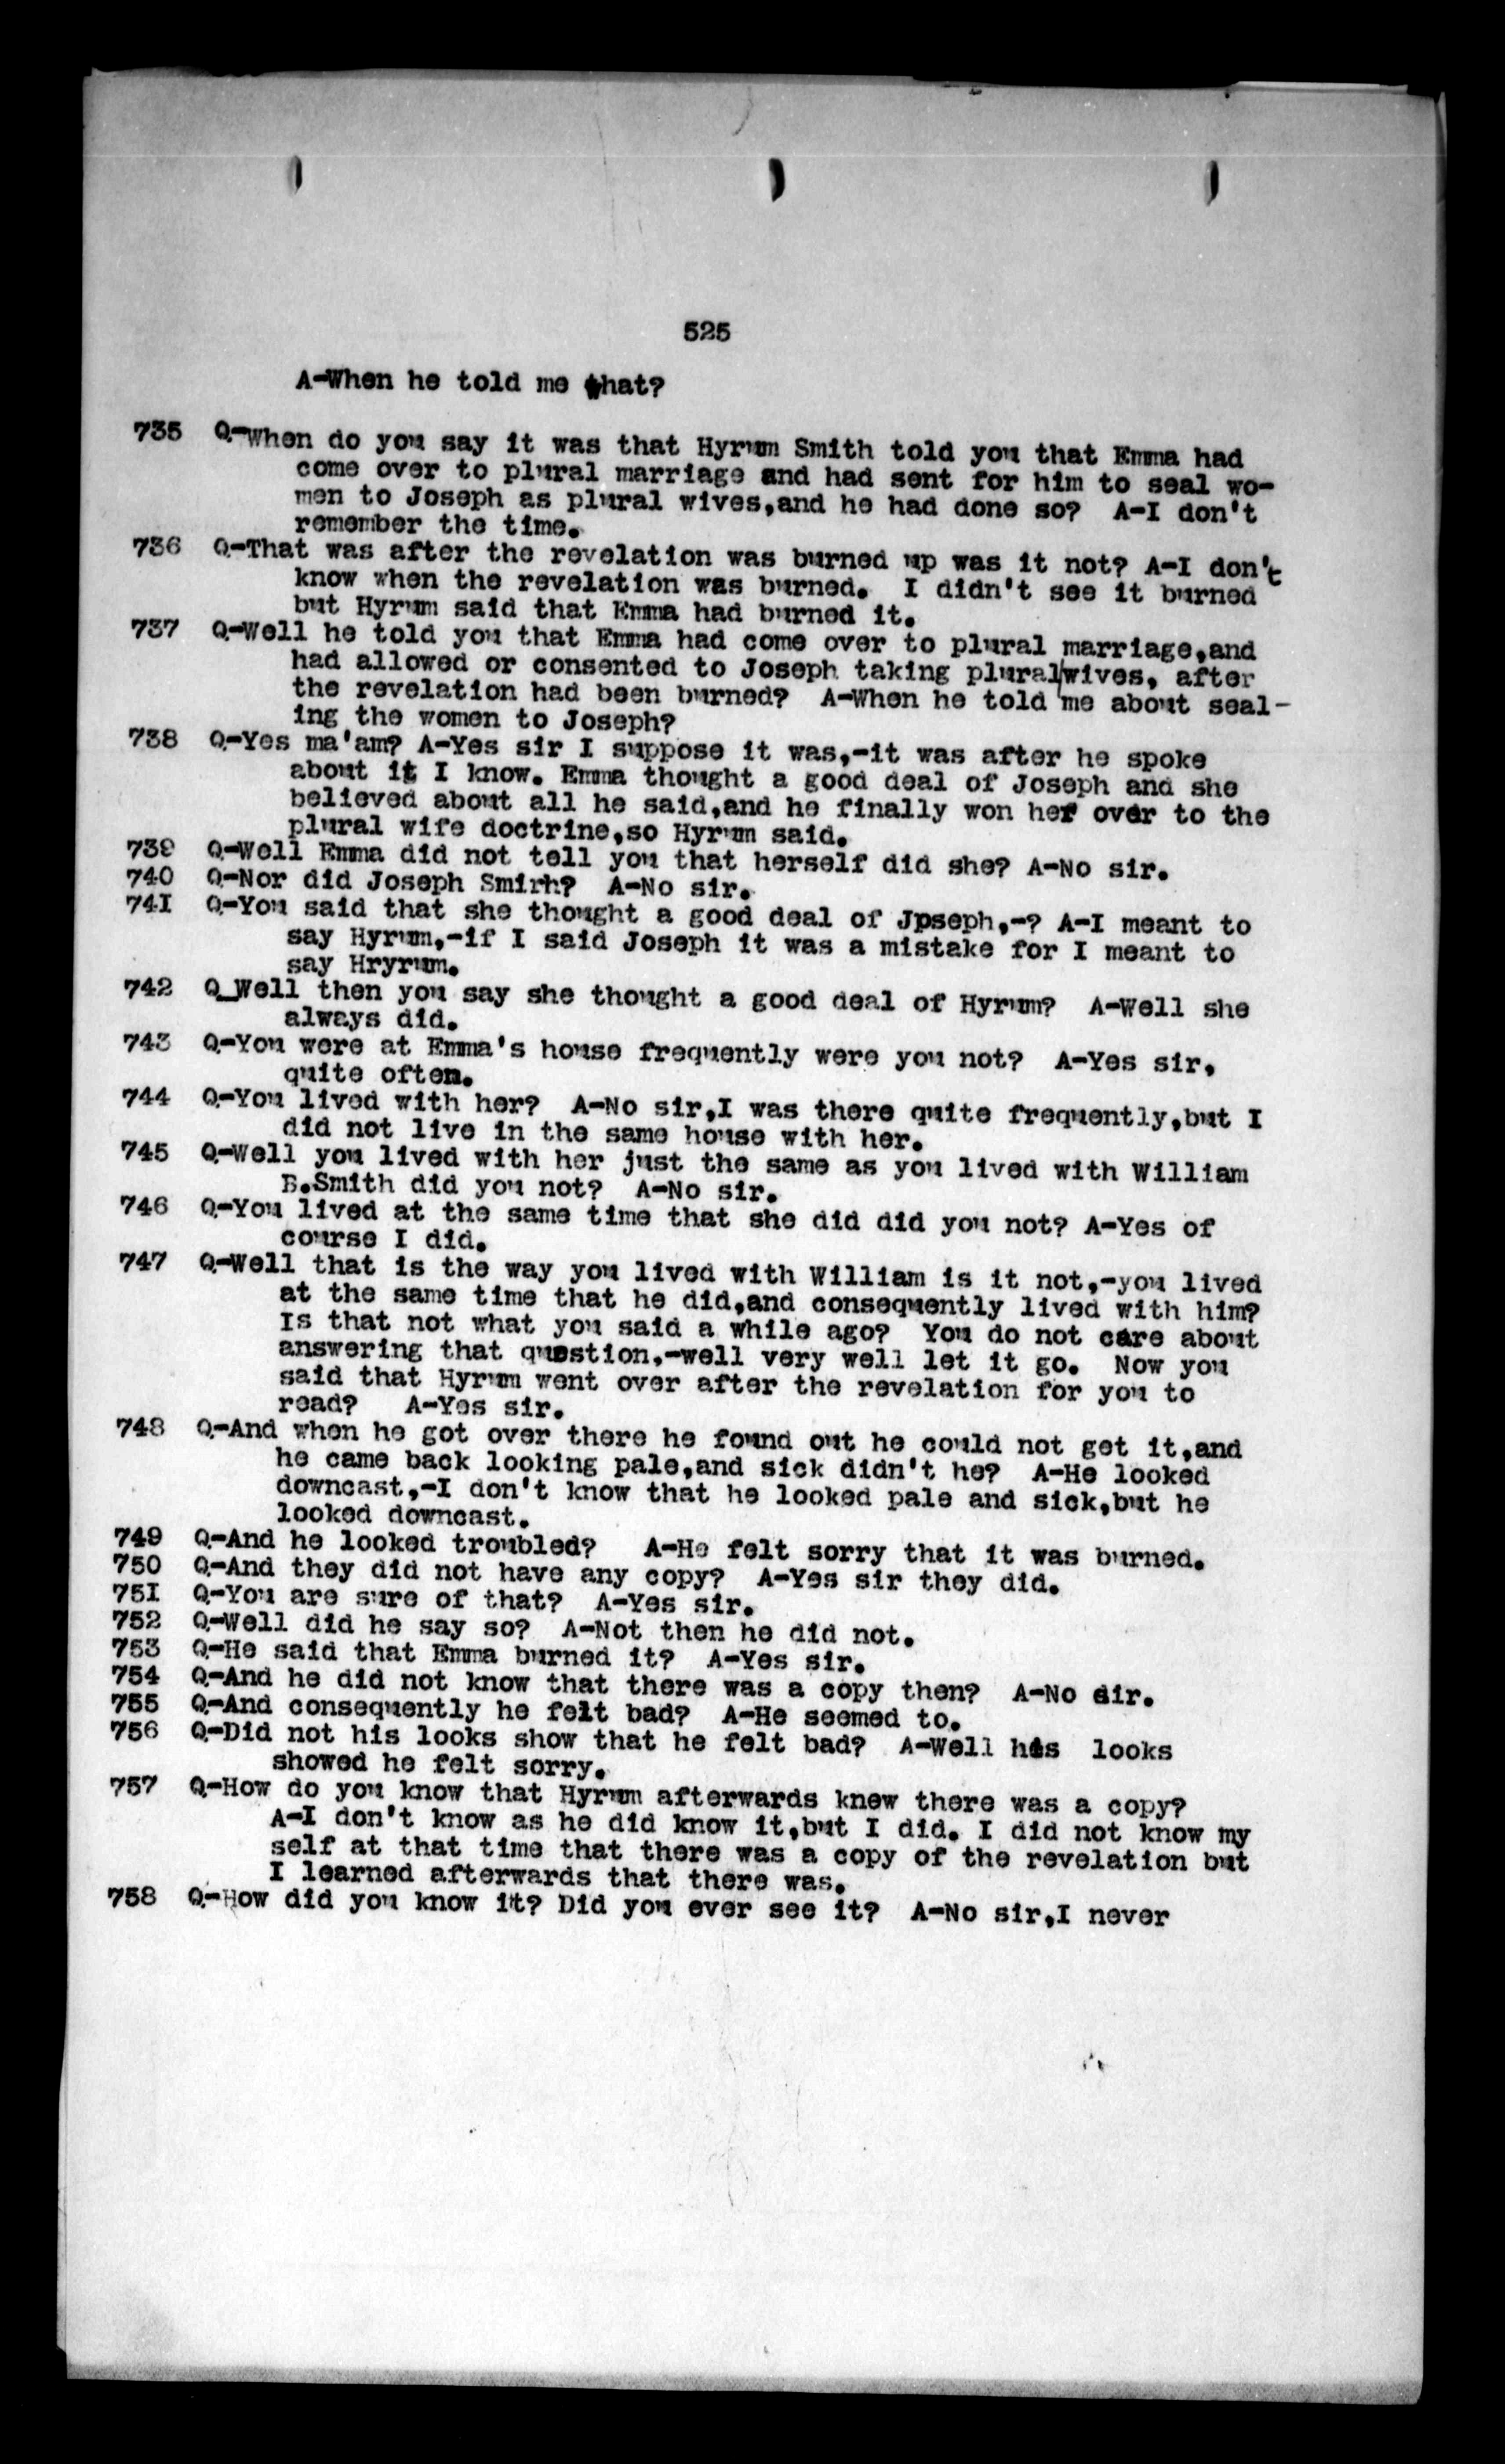 525
A-When he told me what?
735 Q-When do you say it was that Hyrum Smith told you that Emma had
come over to plural marriage and had sent for him to seal wo-
men to Joseph as plural wives,and he had done so? A-I don't
remember the time.
736 Q-That was after the revelation was burned up was it not? A-I don't
know when the revelation was burned. I didn't see it burned
but Hyrum said that Emma had burned it.
737 Q-Well he told you that Emma had come over to plural marriage,and
had allowed or consented to Joseph taking plural wives, after
the revelation had been burned? A-When he told me about seal-
ing the women to Joseph?
738 Q-Yes ma'am? A-Yes sir I suppose it was,-it was after he spoke
about it I know. Emma thought a good deal of Joseph and she
believed about all he said,and he finally won her over to the
plural wife doctrine,so Hyrum said.
739 Q-Well Emma did not tell you that herself did she? A-No sir.
740 Q-Nor did Joseph Smirh? A-No sir.
741 Q-You said that she thought a good deal of Jpseph,-? A-I meant to
say Hyrum,-if I said Joseph it was a mistake for I meant to
say Hryrum.
742 Q_Well then you say she thought a good deal of Hyrum? A-Well she
always did.
743 Q-You were at Emma's house frequently were you not? A-Yes sir,
quite often.
744 Q-You lived with her? A-No sir,I was there quite frequently,but I
did not live in the same house with her.
745 Q-Well you lived with her just the same as you lived with William
B.Smith did you not? A-No sir.
746 Q-You lived at the same time that she did did you not? A-Yes of
course I did.
747 Q-Well that is the way you lived with William is it not,-you lived
at the same time that he did,and consequently lived with him?
Is that not what you said a while ago? You do not care about
answering that question,-well very well let it go. Now you
said that Hyrum went over after the revelation for you to
read? A-Yes sir.
748 Q-And when he got over there he found out he could not get it,and
he came back looking pale,and sick didn't he? A-He looked
downcast,-I don't know that he looked pale and sick,but he
looked downcast.
749 Q-And he looked troubled? A-He felt sorry that it was burned.
750 Q-And they did not have any copy? A-Yes sir they did.
751 Q-You are sure of that? A-Yes sir.
752 Q-Well did he say so? A-Not then he did not.
753 Q-He said that Emma burned it? A-Yes sir.
754 Q-And he did not know that there was a copy then? A-No sir.
755 Q-And consequently he felt bad? A-He seemed to.
756 Q-Did not his looks show that he felt bad? A-Well his looks
showed he felt sorry.
757 Q-How do you know that Hyrum afterwards knew there was a copy?
A-I don't know as he did know it,but I did. I did not know my
self at that time that there was a copy of the revelation but
I learned afterwards that there was.
758 Q-How did you know it? Did you ever see it? A-No sir,I never